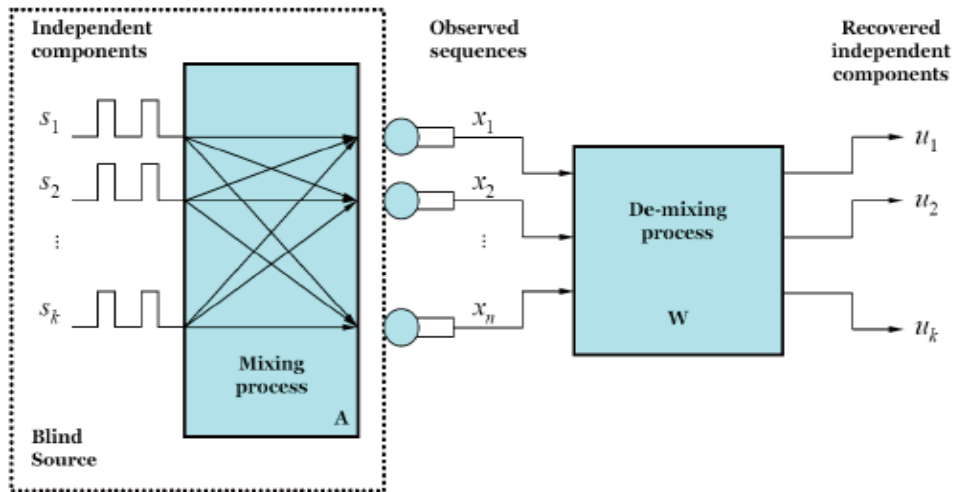 Independent
components
Observed
sequences
Recovered
independent
components
s₁
x₁
u₁
s₂
x₂
u₂
⋮
⋮
De-mixing
process
sₖ
xₙ
W
uₖ
Mixing
process
A
Blind
Source